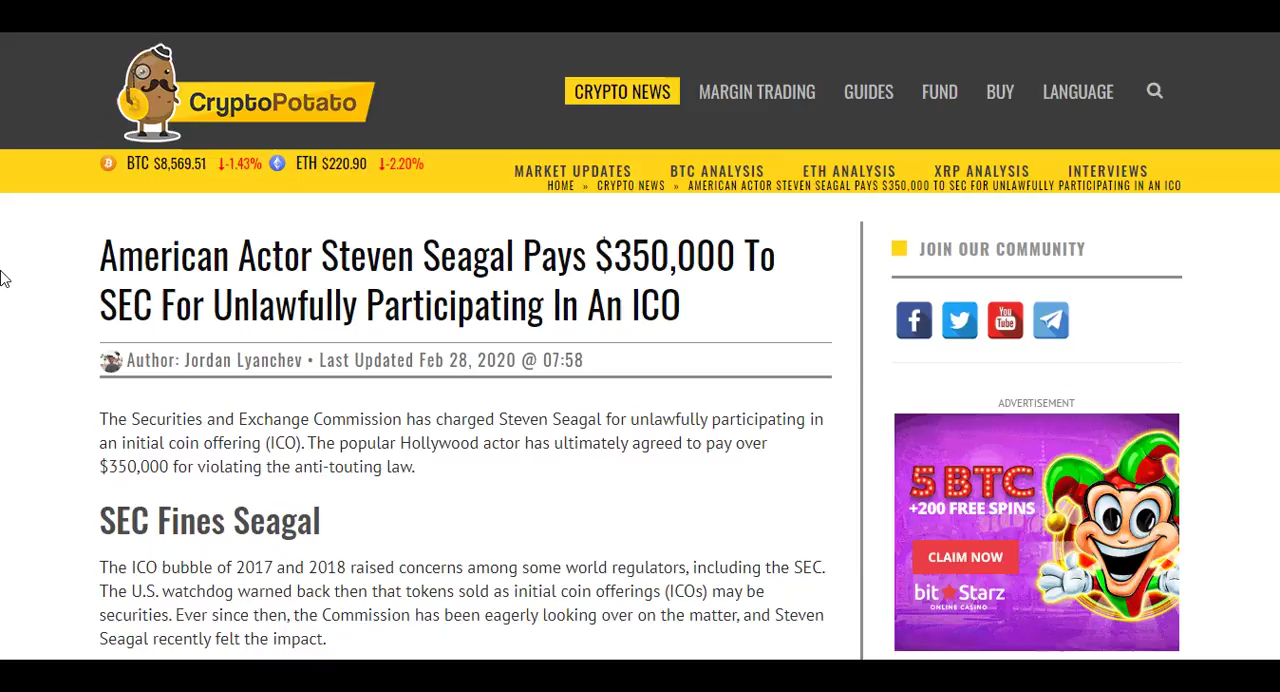 CryptoPotato
CRYPTO NEWS MARGIN TRADING GUIDES FUND BUY LANGUAGE
BTC $8,569.51 ↓-1.43% ETH $220.90 ↓-2.20%
MARKET UPDATES BTC ANALYSIS ETH ANALYSIS XRP ANALYSIS INTERVIEWS
HOME » CRYPTO NEWS » AMERICAN ACTOR STEVEN SEAGAL PAYS $350,000 TO SEC FOR UNLAWFULLY PARTICIPATING IN AN ICO
American Actor Steven Seagal Pays $350,000 To
SEC For Unlawfully Participating In An ICO
Author: Jordan Lyanchev • Last Updated Feb 28, 2020 @ 07:58
The Securities and Exchange Commission has charged Steven Seagal for unlawfully participating in
an initial coin offering (ICO). The popular Hollywood actor has ultimately agreed to pay over
$350,000 for violating the anti-touting law.
SEC Fines Seagal
The ICO bubble of 2017 and 2018 raised concerns among some world regulators, including the SEC.
The U.S. watchdog warned back then that tokens sold as initial coin offerings (ICOs) may be
securities. Ever since then, the Commission has been eagerly looking over on the matter, and Steven
Seagal recently felt the impact.
JOIN OUR COMMUNITY
You
Tube
ADVERTISEMENT
5 BTC
+200 FREE SPINS
CLAIM NOW
bitStarz
ONLINE CASINO